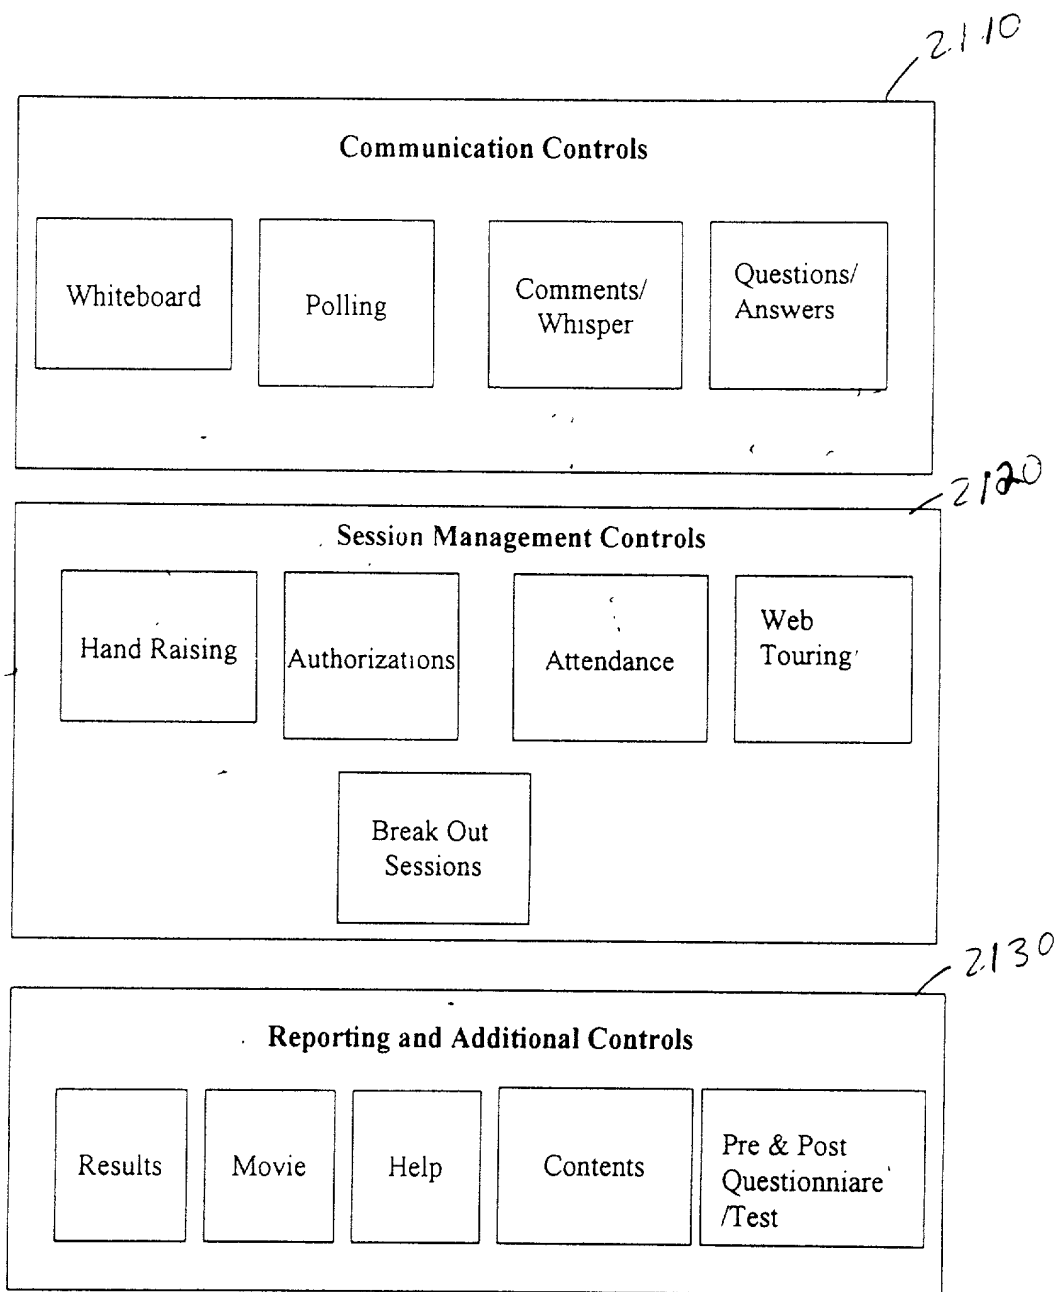 2110
Communication Controls
Whiteboard
Polling
Comments/
Whisper
Questions/
Answers
2120
Session Management Controls
Hand Raising
Authorizations
Attendance
Web
Touring
Break Out
Sessions
2130
Reporting and Additional Controls
Results
Movie
Help
Contents
Pre & Post
Questionniare
/Test